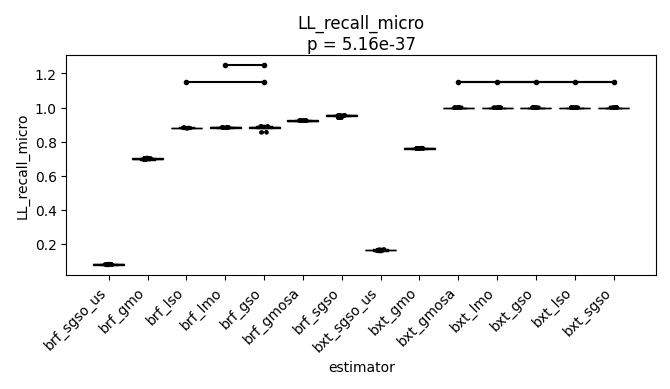 LL_recall_micro
p = 5.16e-37
LL_recall_micro
1.2
1.0
0.8
0.6
0.4
0.2
brf_sgso_us
brf_gmo
brf_lso
brf_lmo
brf_gso
brf_gmosa
brf_sgso
bxt_sgso_us
bxt_gmo
bxt_gmosa
bxt_lmo
bxt_gso
bxt_lso
bxt_sgso
estimator